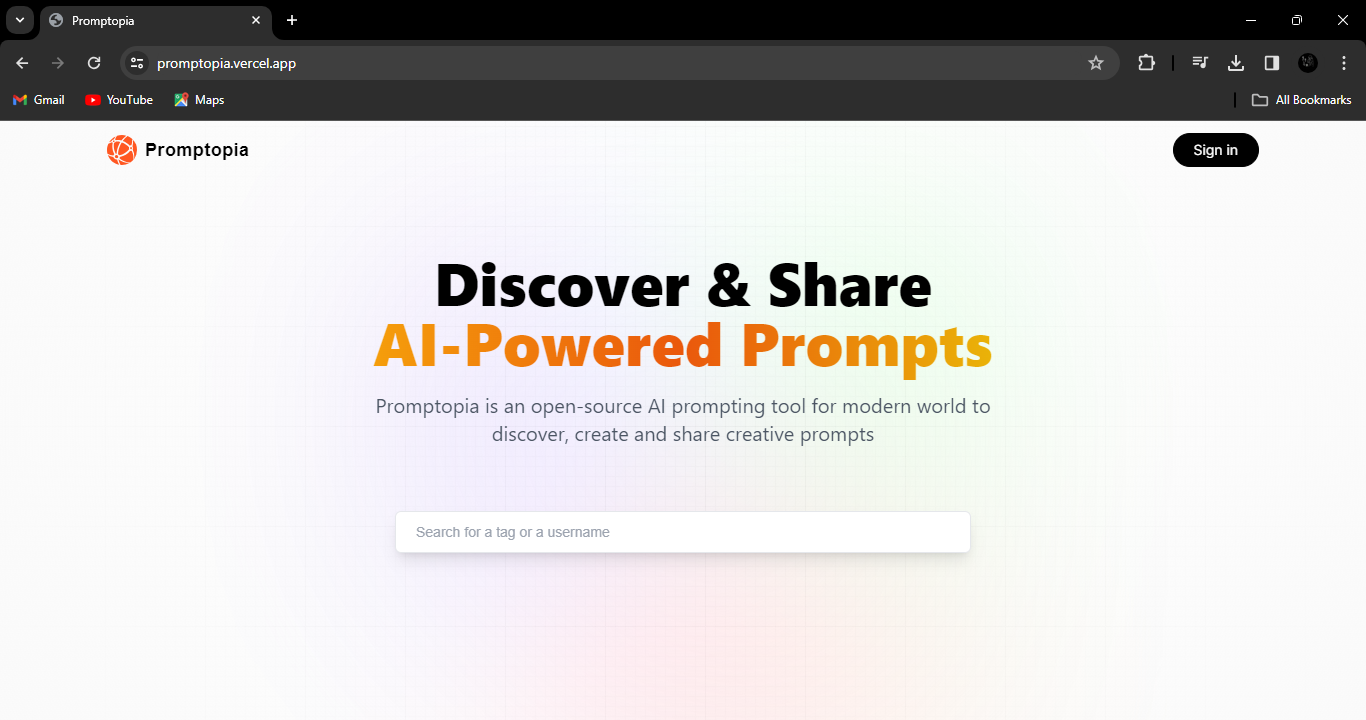 Promptopia
promptopia.vercel.app
Gmail YouTube Maps All Bookmarks
Promptopia Sign in
Discover & Share
AI-Powered Prompts
Promptopia is an open-source AI prompting tool for modern world to
discover, create and share creative prompts
Search for a tag or a username